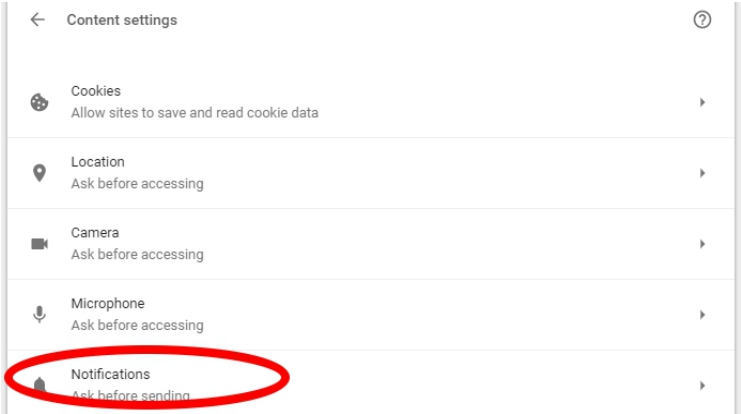 Content settings
Cookies
Allow sites to save and read cookie data
Location
Ask before accessing
Camera
Ask before accessing
Microphone
Ask before accessing
Notifications
Ask before sending